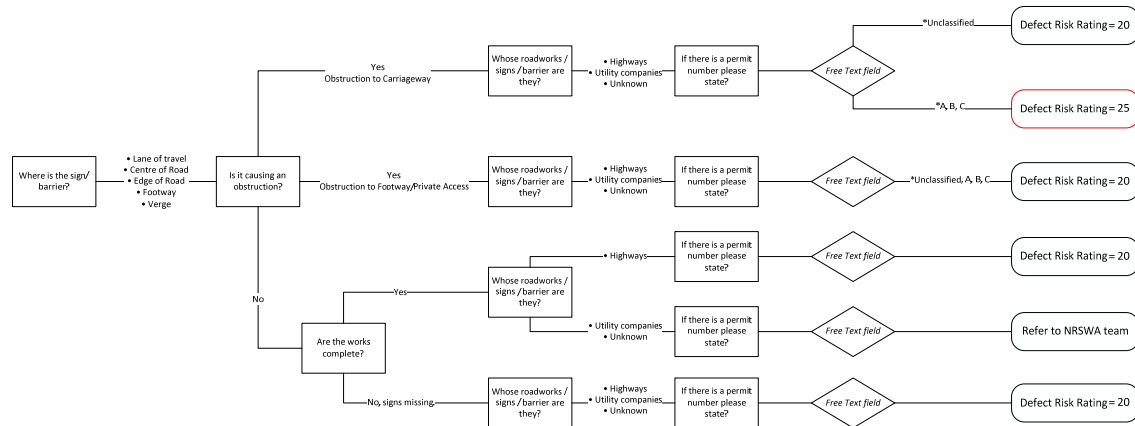 Where is the sign/
barrier?
• Lane of travel
• Centre of Road
• Edge of Road
• Footway
• Verge
Is it causing an
obstruction?
Yes
Obstruction to Carriageway
Whose roadworks /
signs / barrier are
they?
• Highways
• Utility companies
• Unknown
If there is a permit
number please
state?
Free Text field
*Unclassified
Defect Risk Rating = 20
*A, B, C
Defect Risk Rating = 25
Yes
Obstruction to Footway/Private Access
Whose roadworks /
signs / barrier are
they?
• Highways
• Utility companies
• Unknown
If there is a permit
number please
state?
Free Text field
*Unclassified, A, B, C
Defect Risk Rating = 20
No
Are the works
complete?
Yes
Whose roadworks /
signs / barrier are
they?
• Highways
If there is a permit
number please
state?
Free Text field
Defect Risk Rating = 20
• Utility companies
• Unknown
If there is a permit
number please
state?
Free Text field
Refer to NRSWA team
No, signs missing.
Whose roadworks /
signs / barrier are
they?
• Highways
• Utility companies
• Unknown
If there is a permit
number please
state?
Free Text field
Defect Risk Rating = 20